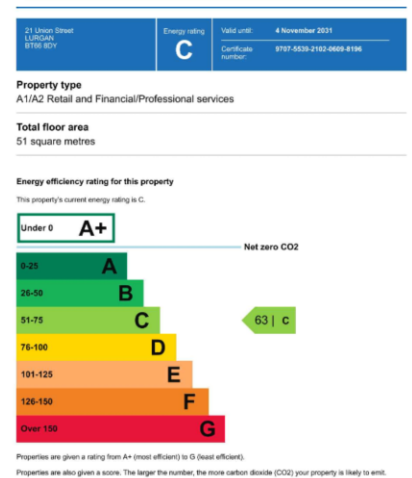 21 Union Street
LURGAN
BT66 8DY
Energy rating
C
Valid until: 4 November 2031
Certificate number: 9707-5530-2102-0609-8196
Property type
A1/A2 Retail and Financial/Professional services
Total floor area
51 square metres
Energy efficiency rating for this property
This property's current energy rating is C.
Under 0 A+
Net zero CO2
0-25 A
26-50 B
51-75 C
63 | C
76-100 D
101-125 E
126-150 F
Over 150 G
Properties are given a rating from A+ (most efficient) to G (least efficient).
Properties are also given a score. The larger the number, the more carbon dioxide (CO2) your property is likely to emit.